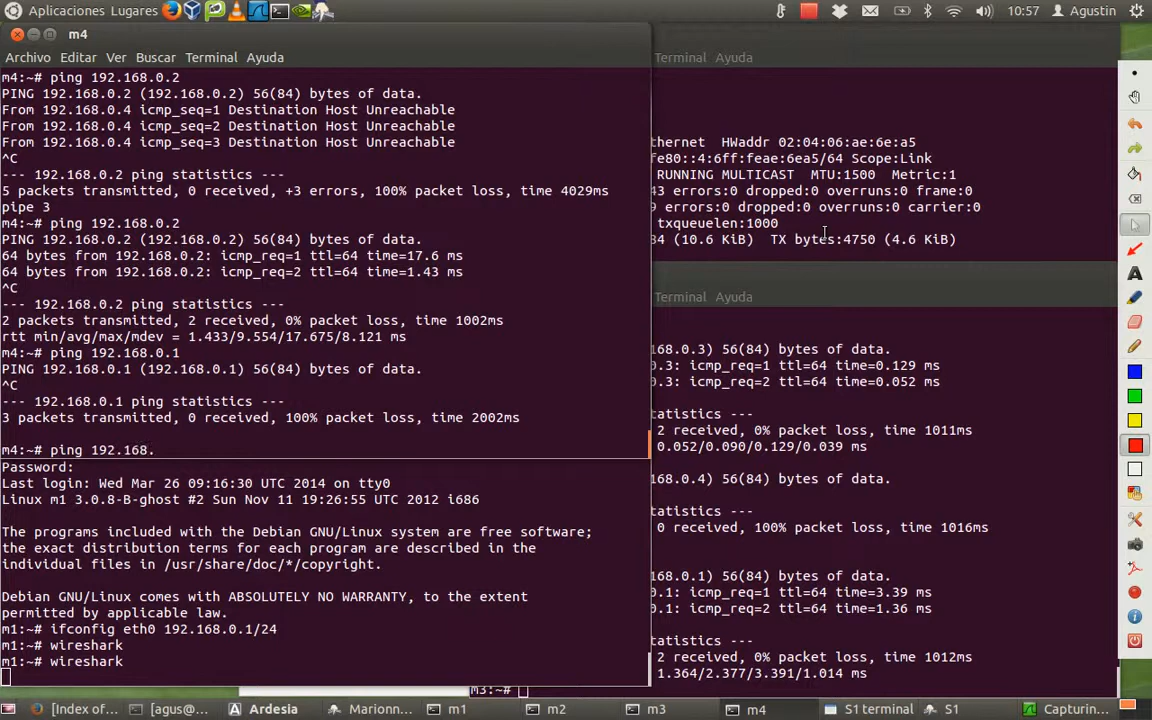 Aplicaciones Lugares 10:57 Agustin
m4
Archivo Editar Ver Buscar Terminal Ayuda
m4:~# ping 192.168.0.2
PING 192.168.0.2 (192.168.0.2) 56(84) bytes of data.
From 192.168.0.4 icmp_seq=1 Destination Host Unreachable
From 192.168.0.4 icmp_seq=2 Destination Host Unreachable
From 192.168.0.4 icmp_seq=3 Destination Host Unreachable
^C
--- 192.168.0.2 ping statistics ---
5 packets transmitted, 0 received, +3 errors, 100% packet loss, time 4029ms
pipe 3
m4:~# ping 192.168.0.2
PING 192.168.0.2 (192.168.0.2) 56(84) bytes of data.
64 bytes from 192.168.0.2: icmp_req=1 ttl=64 time=17.6 ms
64 bytes from 192.168.0.2: icmp_req=2 ttl=64 time=1.43 ms
^C
--- 192.168.0.2 ping statistics ---
2 packets transmitted, 2 received, 0% packet loss, time 1002ms
rtt min/avg/max/mdev = 1.433/9.554/17.675/8.121 ms
m4:~# ping 192.168.0.1
PING 192.168.0.1 (192.168.0.1) 56(84) bytes of data.
^C
--- 192.168.0.1 ping statistics ---
3 packets transmitted, 0 received, 100% packet loss, time 2002ms
m4:~# ping 192.168.
Password:
Last login: Wed Mar 26 09:16:30 UTC 2014 on tty0
Linux m1 3.0.8-B-ghost #2 Sun Nov 11 19:26:55 UTC 2012 i686
The programs included with the Debian GNU/Linux system are free software;
the exact distribution terms for each program are described in the
individual files in /usr/share/doc/*/copyright.
Debian GNU/Linux comes with ABSOLUTELY NO WARRANTY, to the extent
permitted by applicable law.
m1:~# ifconfig eth0 192.168.0.1/24
m1:~# wireshark
m1:~# wireshark
Terminal Ayuda
thernet HWaddr 02:04:06:ae:6e:a5
fe80::4:6ff:feae:6ea5/64 Scope:Link
RUNNING MULTICAST MTU:1500 Metric:1
43 errors:0 dropped:0 overruns:0 frame:0
9 errors:0 dropped:0 overruns:0 carrier:0
txqueuelen:1000
84 (10.6 KiB) TX bytes:4750 (4.6 KiB)
Terminal Ayuda
168.0.3) 56(84) bytes of data.
0.3: icmp_req=1 ttl=64 time=0.129 ms
0.3: icmp_req=2 ttl=64 time=0.052 ms
tatistics ---
2 received, 0% packet loss, time 1011ms
0.052/0.090/0.129/0.039 ms
168.0.4) 56(84) bytes of data.
tatistics ---
0 received, 100% packet loss, time 1016ms
168.0.1) 56(84) bytes of data.
0.1: icmp_req=1 ttl=64 time=3.39 ms
0.1: icmp_req=2 ttl=64 time=1.36 ms
tatistics ---
2 received, 0% packet loss, time 1012ms
1.364/2.377/3.391/1.014 ms
m3:~#
[Index of... [agus@... Ardesia Marionn... m1 m2 m3 m4 S1 terminal S1 Capturin...